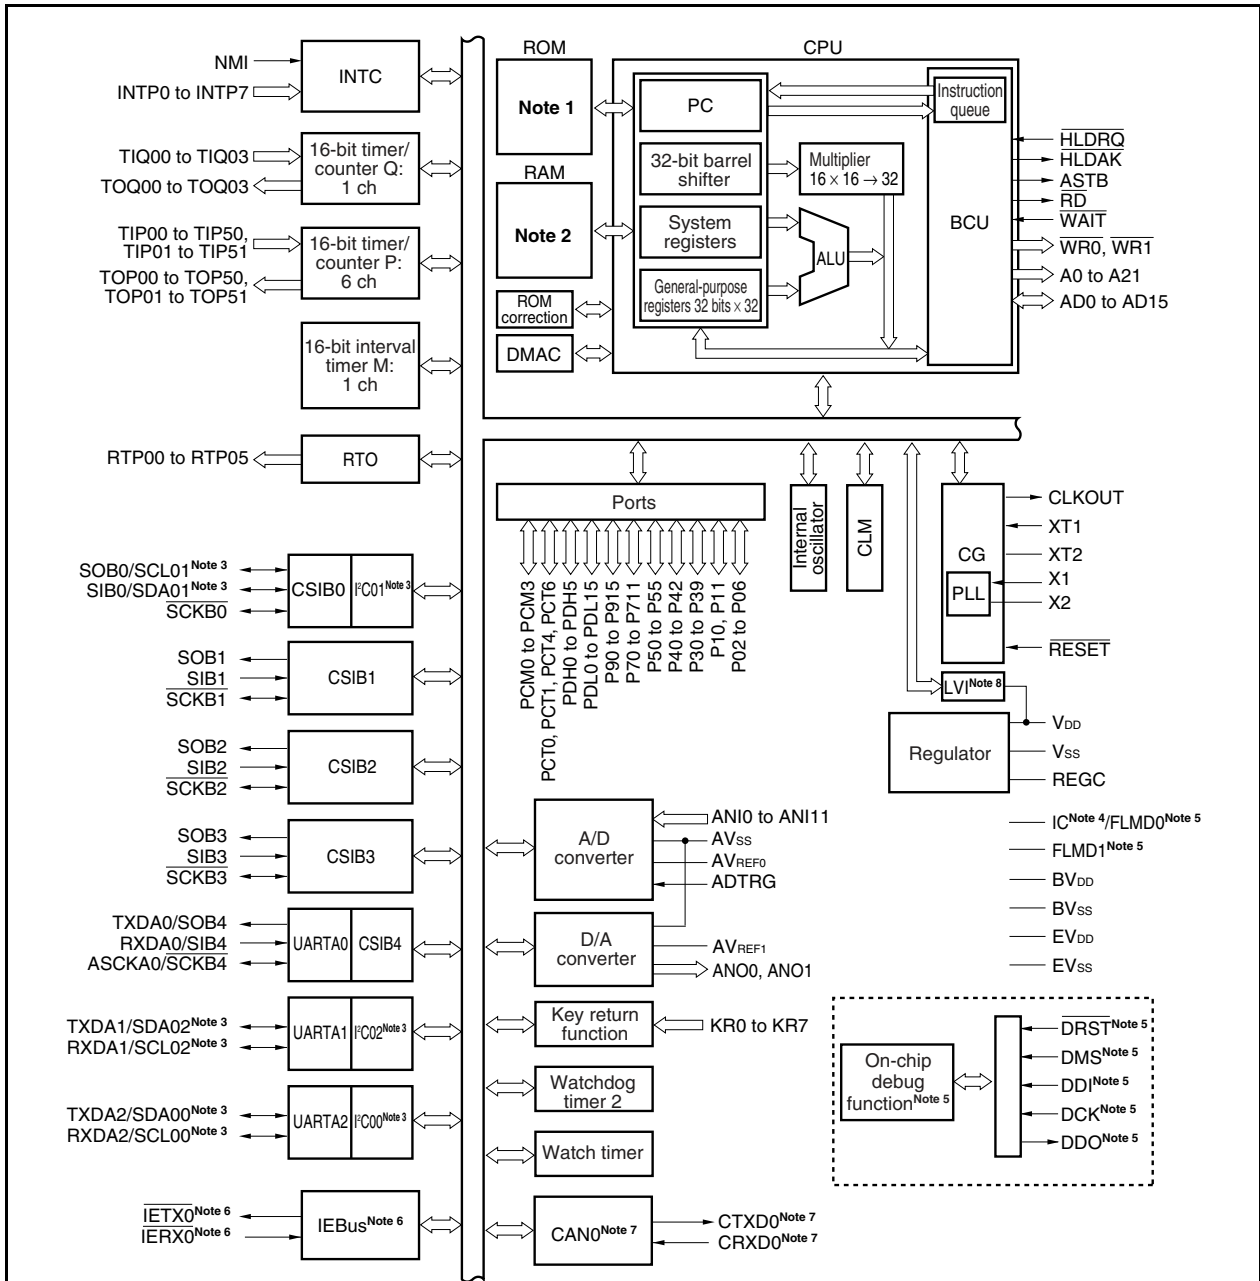 NMI
INTP0 to INTP7
INTC
TIQ00 to TIQ03
TOQ00 to TOQ03
16-bit timer/
counter Q:
1 ch
TIP00 to TIP50,
TIP01 to TIP51
TOP00 to TOP50,
TOP01 to TOP51
16-bit timer/
counter P:
6 ch
16-bit interval
timer M:
1 ch
RTP00 to RTP05
RTO
SOB0/SCL01Note 3
SIB0/SDA01Note 3
SCKB0
CSIB0
I²C01Note 3
SOB1
SIB1
SCKB1
CSIB1
SOB2
SIB2
SCKB2
CSIB2
SOB3
SIB3
SCKB3
CSIB3
TXDA0/SOB4
RXDA0/SIB4
ASCKA0/SCKB4
UARTA0
CSIB4
TXDA1/SDA02Note 3
RXDA1/SCL02Note 3
UARTA1
I²C02Note 3
TXDA2/SDA00Note 3
RXDA2/SCL00Note 3
UARTA2
I²C00Note 3
IETX0Note 6
IERX0Note 6
IEBusNote 6
ROM
Note 1
RAM
Note 2
ROM
correction
DMAC
CPU
PC
32-bit barrel
shifter
System
registers
General-purpose
registers 32 bits × 32
Multiplier
16 × 16 → 32
ALU
Instruction
queue
BCU
HLDRQ
HLDAK
ASTB
RD
WAIT
WR0, WR1
A0 to A21
AD0 to AD15
Ports
PCM0 to PCM3
PCT0, PCT1, PCT4, PCT6
PDH0 to PDH5
PDL0 to PDL15
P90 to P915
P70 to P711
P50 to P55
P40 to P42
P30 to P39
P10, P11
P02 to P06
Internal
oscillator
CLM
CG
PLL
CLKOUT
XT1
XT2
X1
X2
RESET
LVINote 8
Regulator
VDD
VSS
REGC
ICNote 4/FLMD0Note 5
FLMD1Note 5
BVDD
BVSS
EVDD
EVSS
A/D
converter
ANI0 to ANI11
AVSS
AVREF0
ADTRG
D/A
converter
AVREF1
ANO0, ANO1
Key return
function
KR0 to KR7
Watchdog
timer 2
Watch timer
CAN0Note 7
CTXD0Note 7
CRXD0Note 7
On-chip
debug
functionNote 5
DRSTNote 5
DMSNote 5
DDINote 5
DCKNote 5
DDONote 5